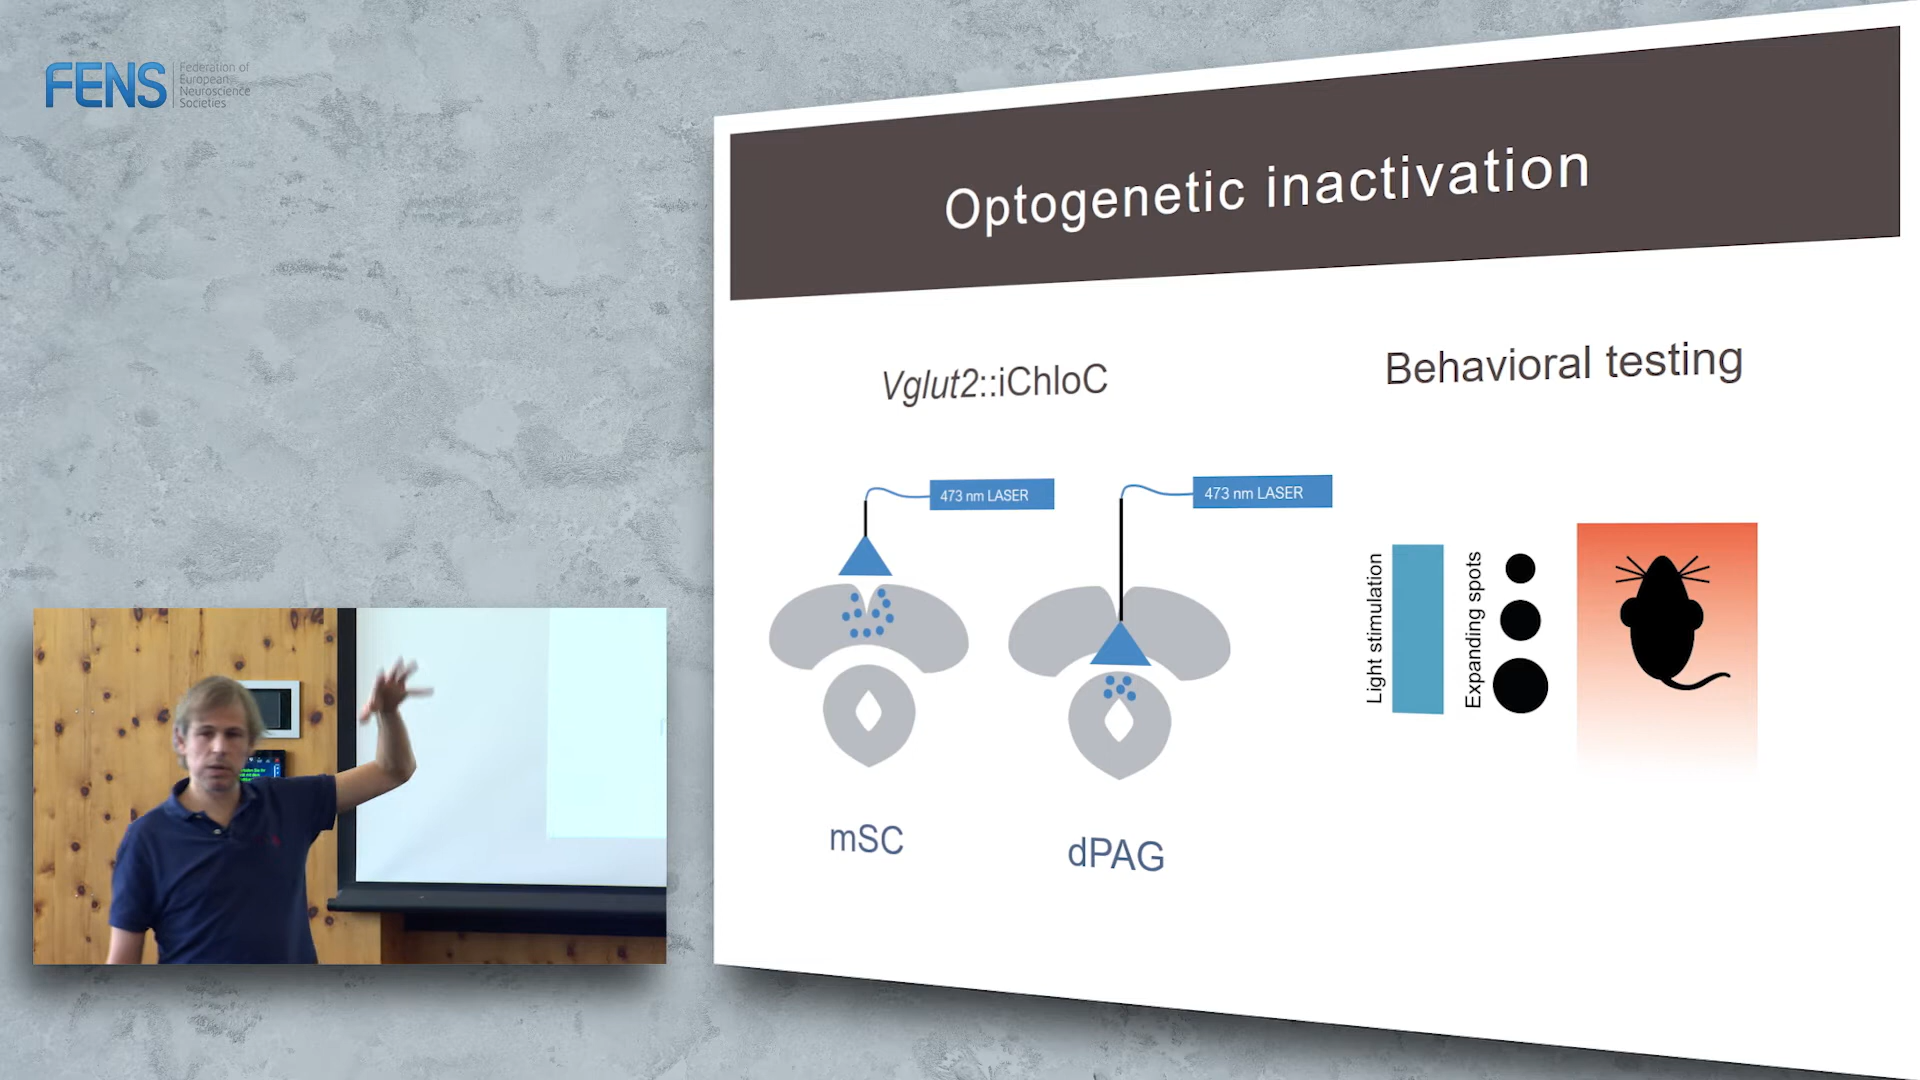 FENS
Federation of
European
Neuroscience
Societies
Optogenetic inactivation
Vglut2::iChloC
Behavioral testing
473 nm LASER
473 nm LASER
Light stimulation
Expanding spots
mSC
dPAG